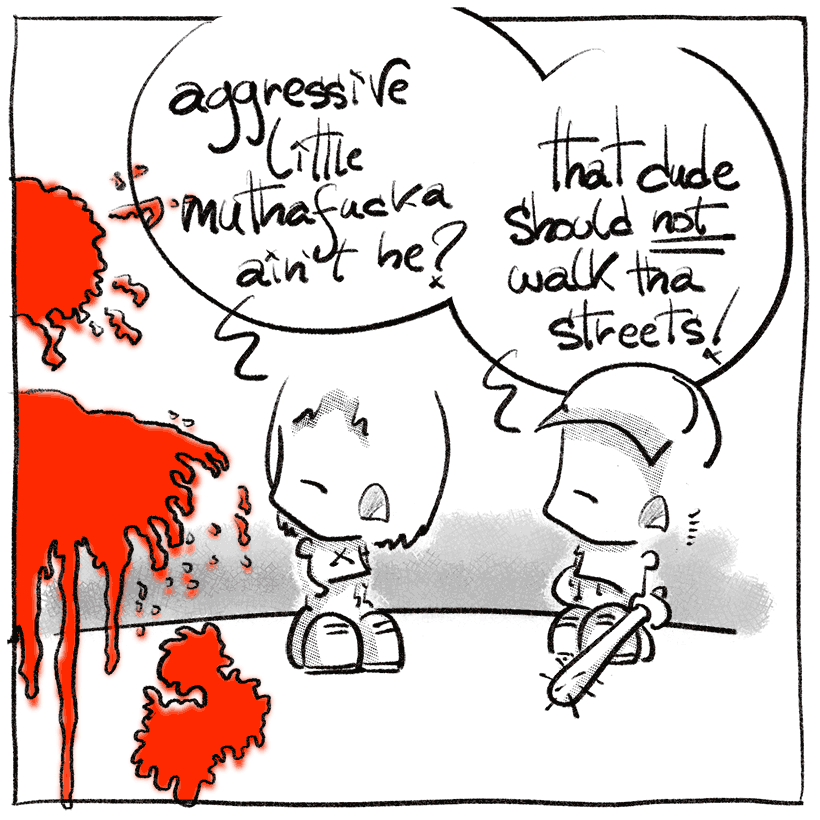 aggressive
little
muthafucka
ain't he?
that dude
should not
walk tha
streets!